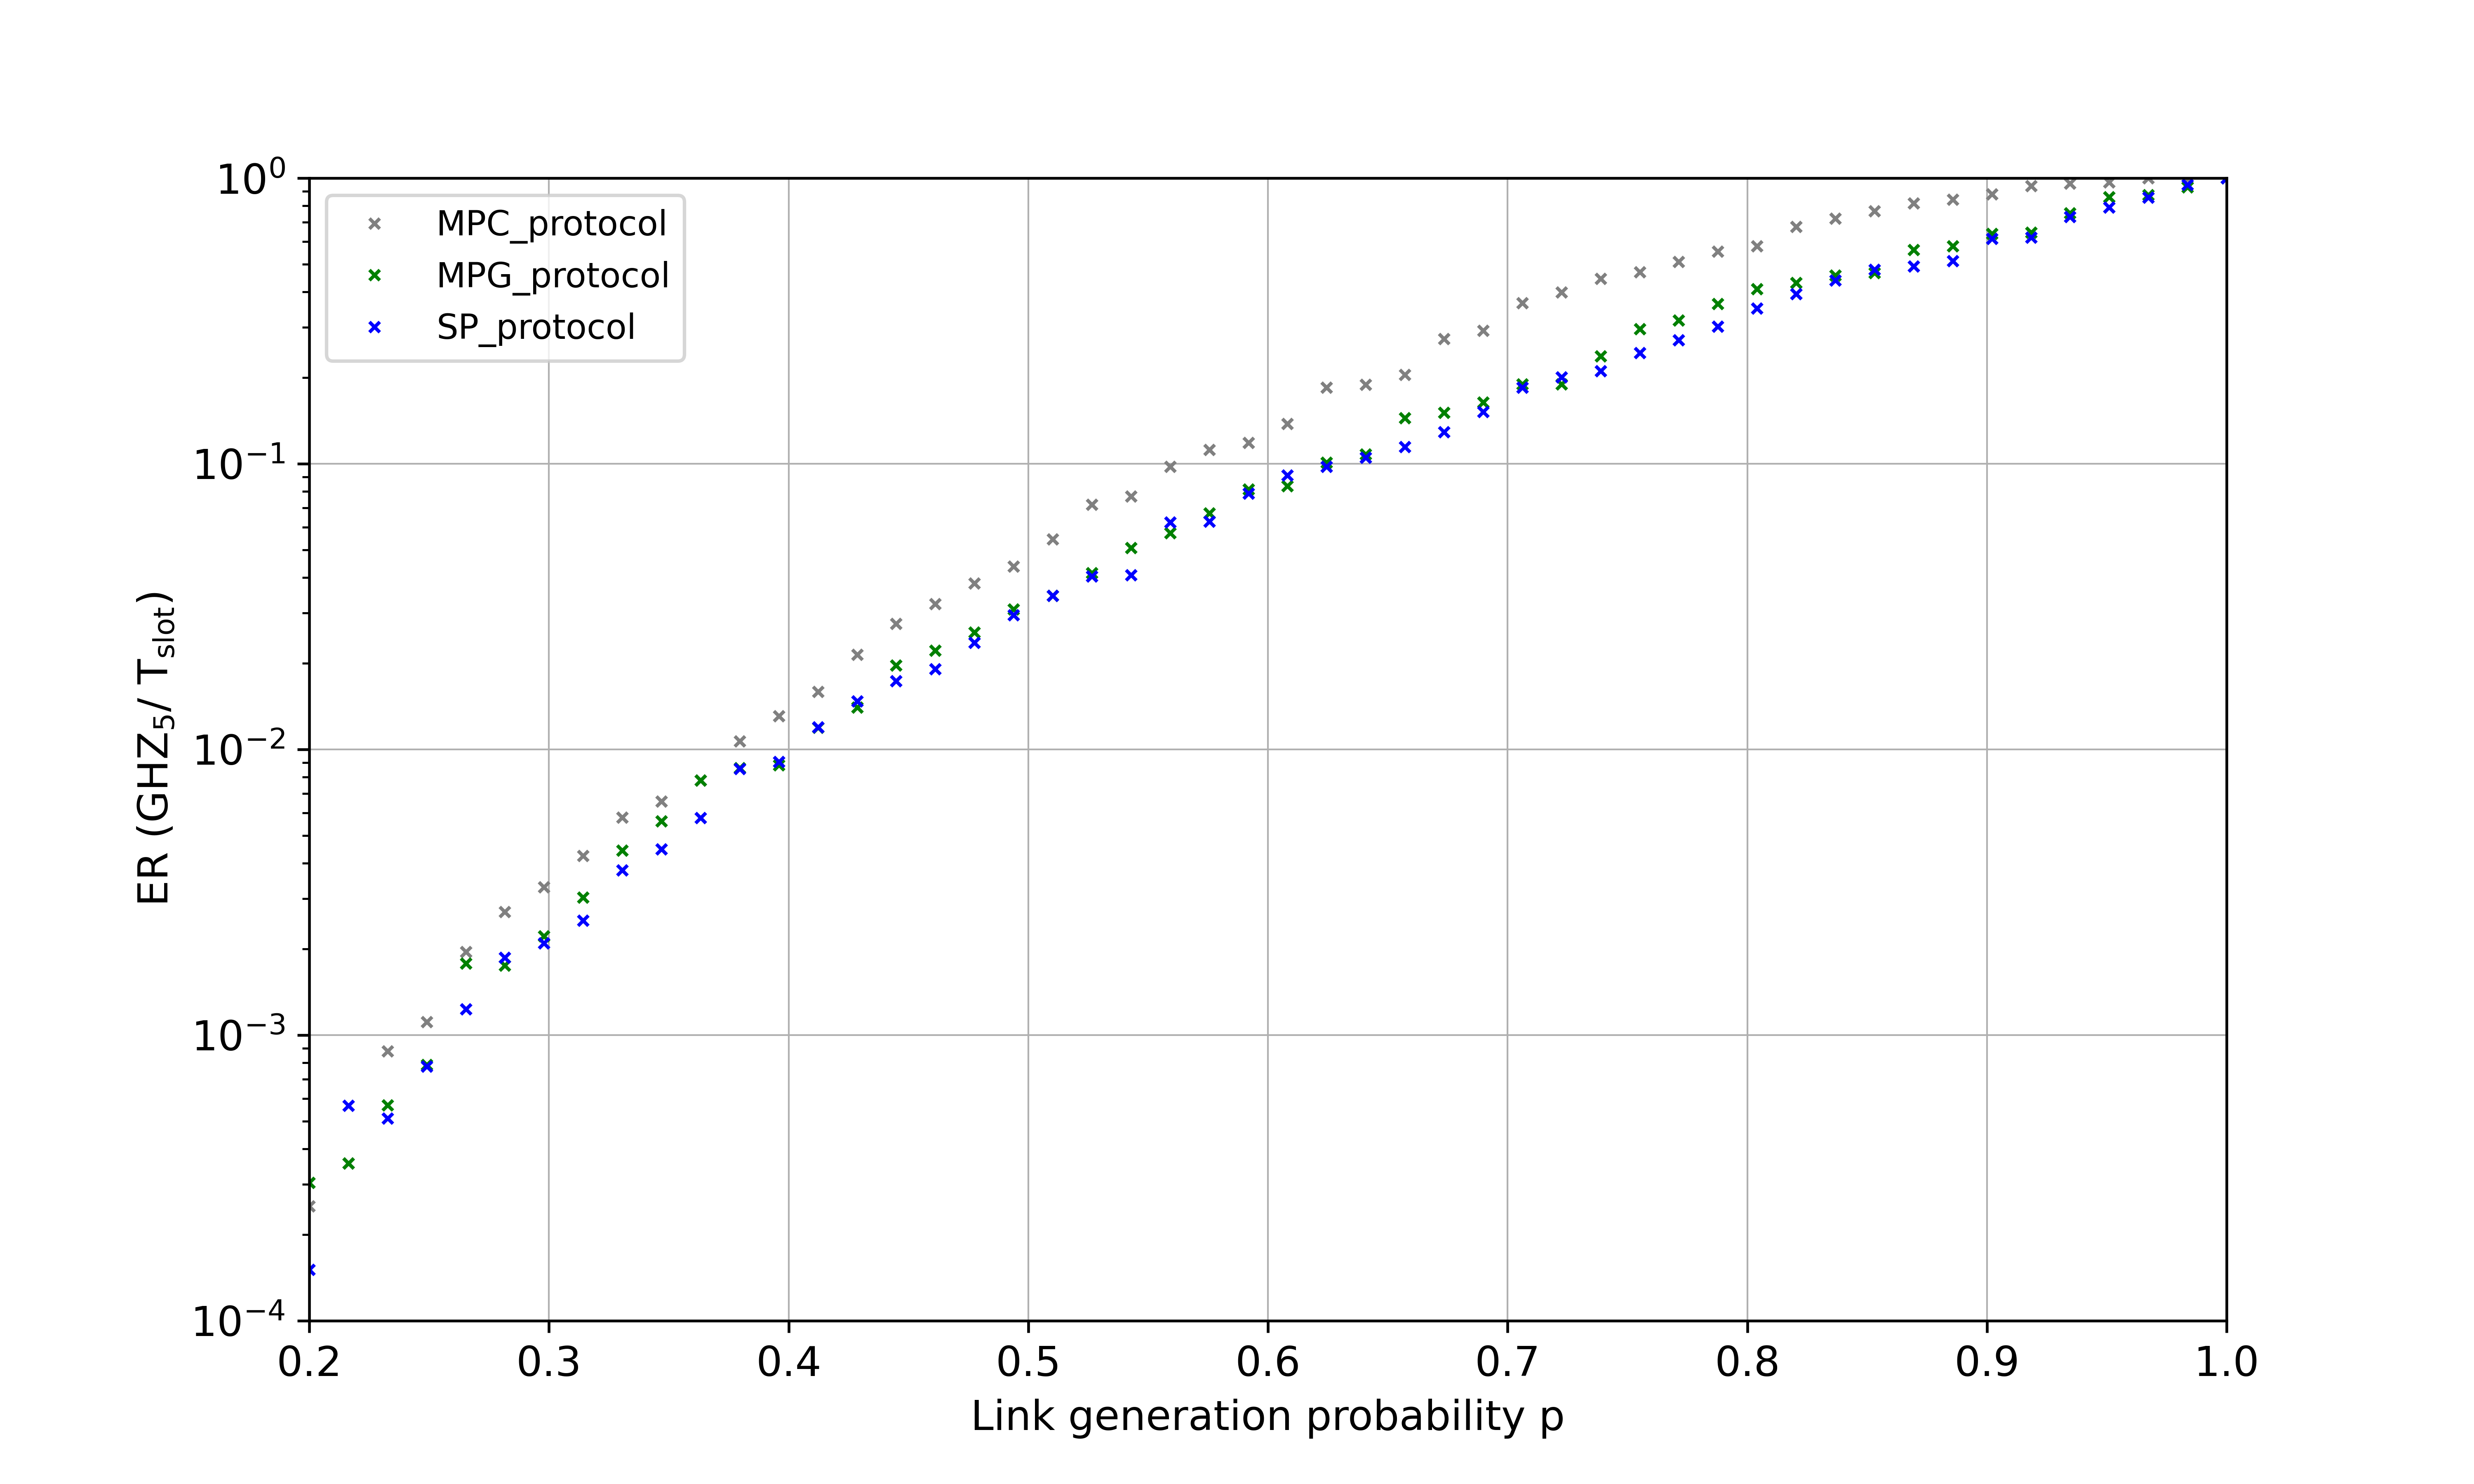 MPC_protocol
MPG_protocol
SP_protocol
10⁰
10⁻¹
10⁻²
10⁻³
10⁻⁴
ER (GHZ₅/ Tₛₗₒₜ)
0.2 0.3 0.4 0.5 0.6 0.7 0.8 0.9 1.0
Link generation probability p